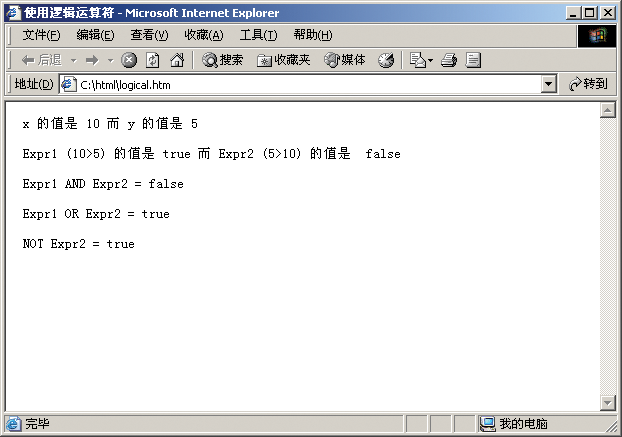 使用逻辑运算符 - Microsoft Internet Explorer
文件(F) 编辑(E) 查看(V) 收藏(A) 工具(T) 帮助(H)
后退 搜索 收藏夹 媒体
地址(D) C:\html\logical.htm 转到
x 的值是 10 而 y 的值是 5
Expr1 (10>5) 的值是 true 而 Expr2 (5>10) 的值是 false
Expr1 AND Expr2 = false
Expr1 OR Expr2 = true
NOT Expr2 = true
完毕 我的电脑